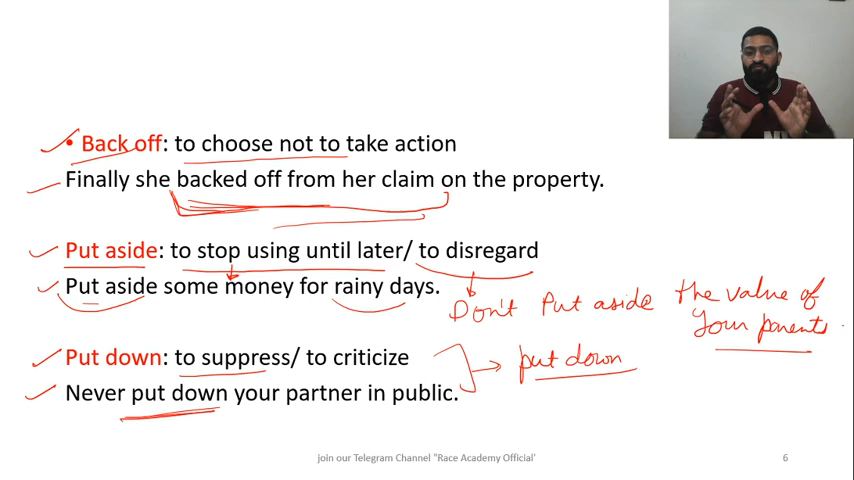 • Back off: to choose not to take action
Finally she backed off from her claim on the property.
Put aside: to stop using until later/ to disregard
Put aside some money for rainy days.
Don't Put aside the value of
Your parents
Put down: to suppress/ to criticize
put down
Never put down your partner in public.
join our Telegram Channel "Race Academy Official'
6